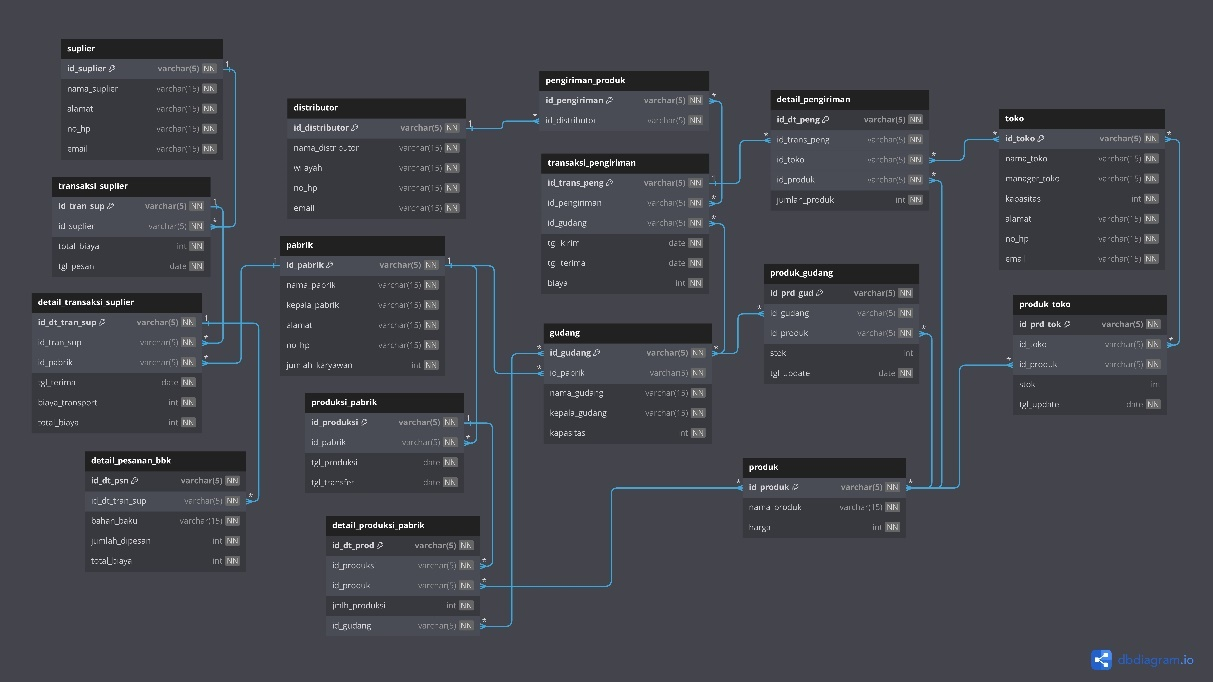 suplier
id_suplier varchar(5) NN
nama_suplier varchar(15) NN
alamat varchar(15) NN
no_hp varchar(15) NN
email varchar(15) NN
transaksi suplier
id_tran_sup varchar(5) NN
id_suplier varchar(5) NN
total_biaya int NN
tgl_pesan date NN
detail_transaksi suplier
id_dt_tran_sup varchar(5) NN
id_tran_sup varchar(5) NN
id_pabrik varchar(5) NN
tgl_terima date NN
biaya_transport int NN
total_biaya int NN
detail_pesanan_bbk
id_dt_psn varchar(5) NN
id_dt_tran_sup varchar(5) NN
bahan_baku varchar(15) NN
jumlah_dipesan int NN
total_biaya int NN
distributor
id_distributor varchar(5) NN
nama_distributor varchar(15) NN
wilayah varchar(15) NN
no_hp varchar(15) NN
email varchar(15) NN
pabrik
id_pabrik varchar(5) NN
nama_pabrik varchar(15) NN
kepala_pabrik varchar(15) NN
alamat varchar(15) NN
no_hp varchar(15) NN
jumlah_karyawan int NN
produksi_pabrik
id_produksi varchar(5) NN
id_pabrik varchar(5) NN
tgl_produksi date NN
tgl_transfer date NN
detail_produksi_pabrik
id_dt_prod varchar(5) NN
id_produks varchar(5) NN
id_produk varchar(5) NN
jmlh_produksi int NN
id_gudang varchar(5) NN
pengiriman_produk
id_pengiriman varchar(5) NN
id_distributor varchar(5) NN
transaksi_pengiriman
id_trans_peng varchar(5) NN
id_pengiriman varchar(5) NN
id_gudang varchar(5) NN
tgl_kirim date NN
tgl_terima date NN
biaya int NN
gudang
id_gudang varchar(5) NN
id_pabrik varchar(5) NN
nama_gudang varchar(15) NN
kepala_gudang varchar(15) NN
kapasitas int NN
detail_pengiriman
id_dt_peng varchar(5) NN
id_trans_peng varchar(5) NN
id_toko varchar(5) NN
id_produk varchar(5) NN
jumlah_produk int NN
produk_gudang
id_prd_gud varchar(5) NN
id_gudang varchar(5) NN
id_produk varchar(5) NN
stok int
tgl_update date NN
produk
id_produk varchar(5) NN
nama_produk varchar(15) NN
harga int NN
toko
id_toko varchar(5) NN
nama_toko varchar(15) NN
manager_toko varchar(15) NN
kapasitas int NN
alamat varchar(15) NN
no_hp varchar(15) NN
email varchar(15) NN
produk_toko
id_prd_tok varchar(5) NN
id_toko varchar(5) NN
id_produk varchar(5) NN
stok int
tgl_update date NN
dbdiagram.io